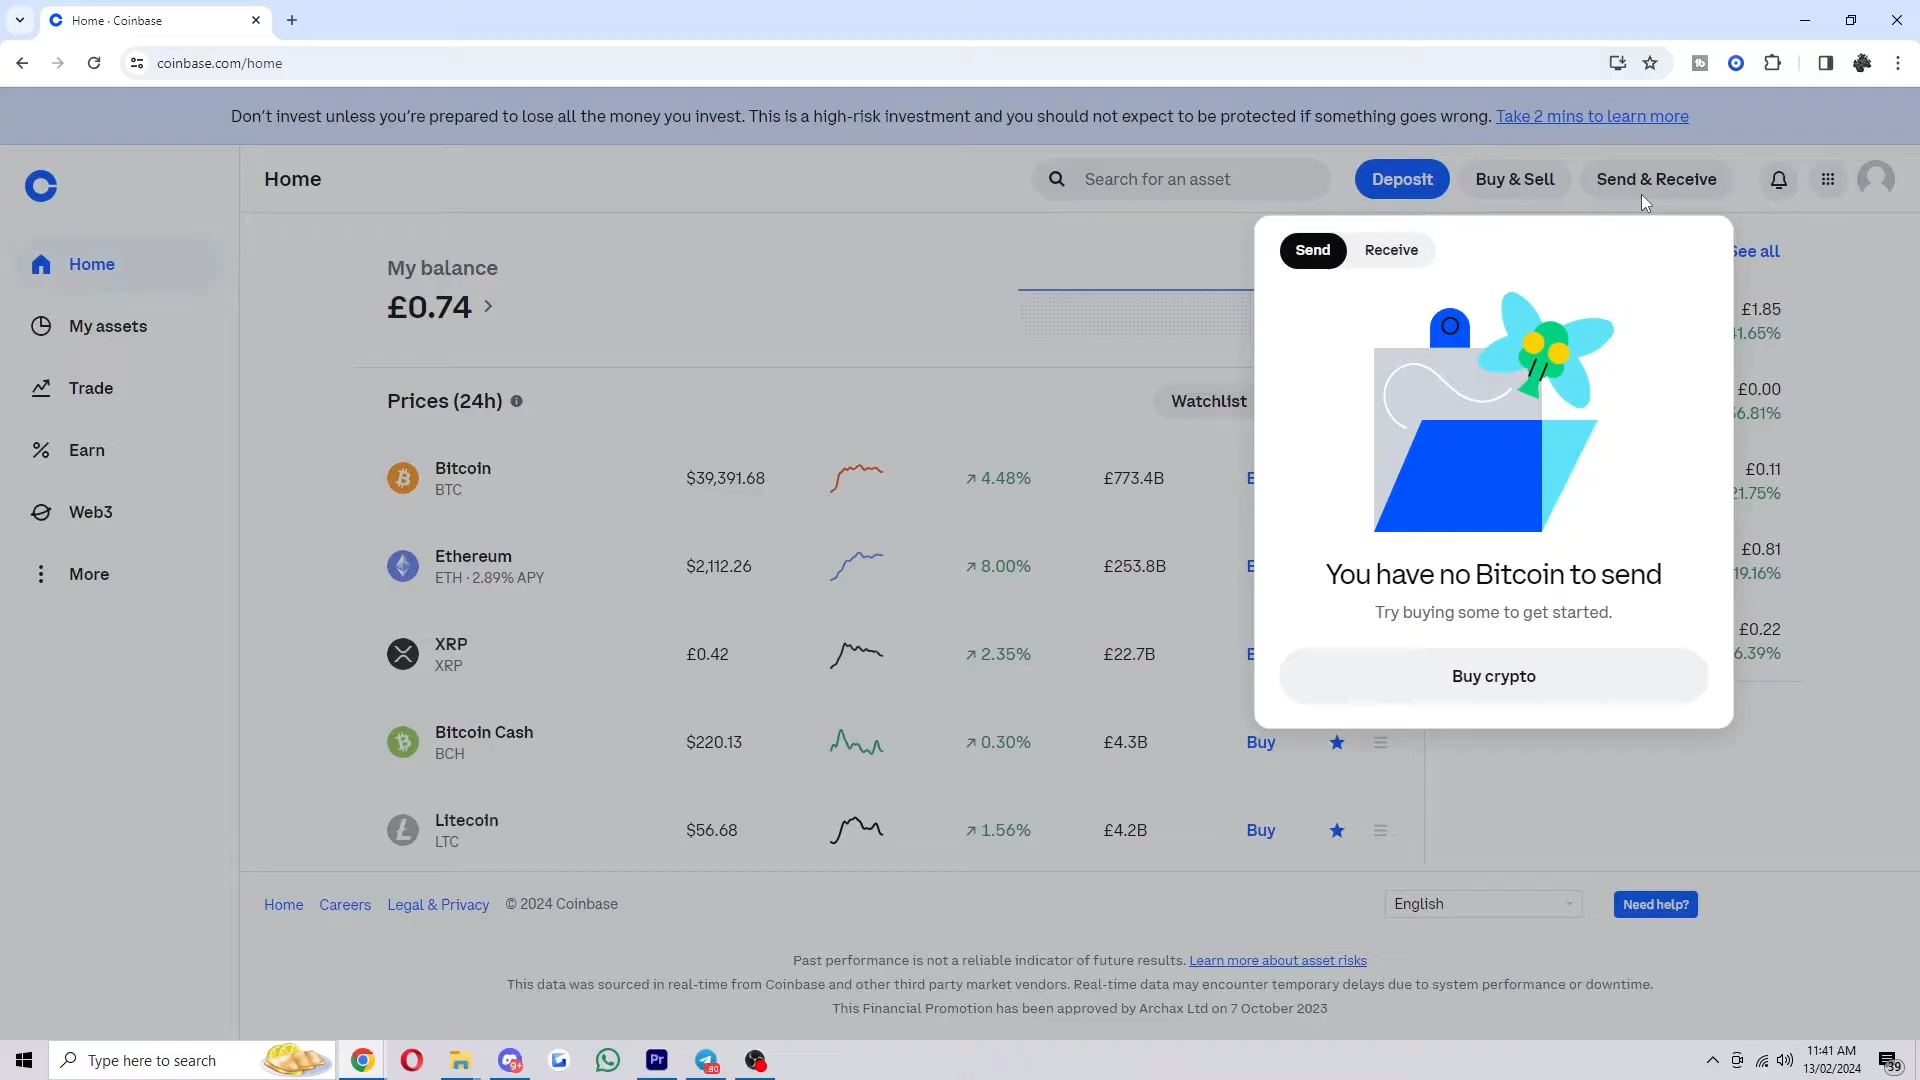 Home · Coinbase
coinbase.com/home
Don't invest unless you're prepared to lose all the money you invest. This is a high-risk investment and you should not expect to be protected if something goes wrong. Take 2 mins to learn more
Home
Search for an asset
Deposit
Buy & Sell
Send & Receive
Home
My assets
Trade
Earn
Web3
More
My balance
£0.74
Prices (24h)
Watchlist
Bitcoin
BTC
$39,391.68
↗ 4.48%
£773.4B
Ethereum
ETH · 2.89% APY
$2,112.26
↗ 8.00%
£253.8B
XRP
XRP
£0.42
↗ 2.35%
£22.7B
Bitcoin Cash
BCH
$220.13
↗ 0.30%
£4.3B
Buy
Litecoin
LTC
$56.68
↗ 1.56%
£4.2B
Buy
Send
Receive
You have no Bitcoin to send
Try buying some to get started.
Buy crypto
See all
£1.85
£0.00
£0.11
£0.81
19.16%
£0.22
Home
Careers
Legal & Privacy
© 2024 Coinbase
English
Need help?
Past performance is not a reliable indicator of future results. Learn more about asset risks
This data was sourced in real-time from Coinbase and other third party market vendors. Real-time data may encounter temporary delays due to system performance or downtime.
This Financial Promotion has been approved by Archax Ltd on 7 October 2023
Type here to search
9+
Pr
80
11:41 AM
13/02/2024
39